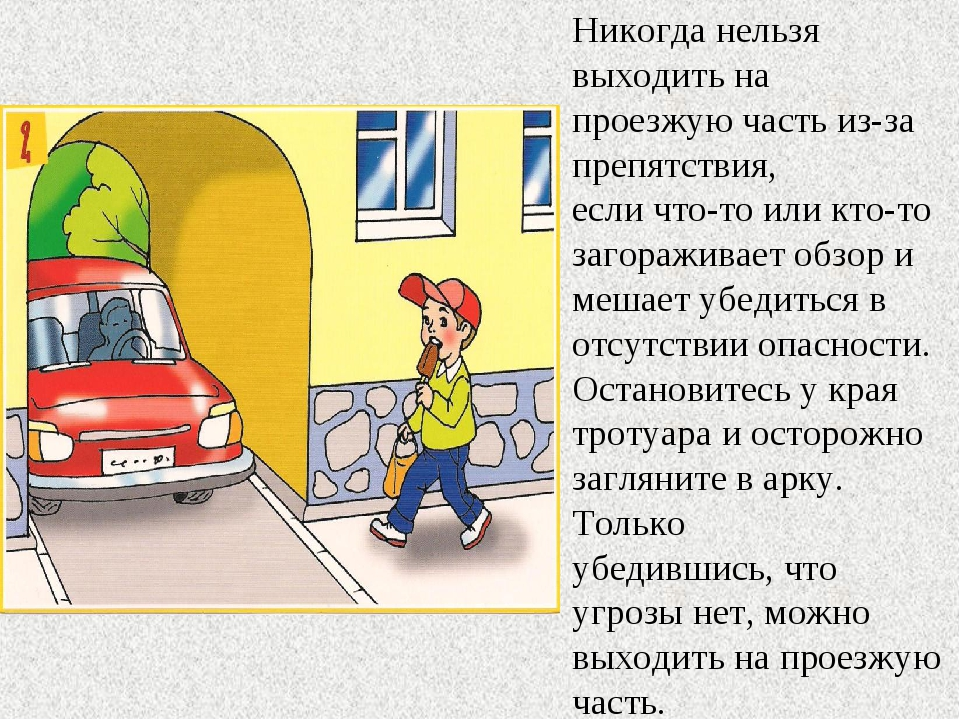 2
Никогда нельзя
выходить на
проезжую часть из-за
препятствия,
если что-то или кто-то
загораживает обзор и
мешает убедиться в
отсутствии опасности.
Остановитесь у края
тротуара и осторожно
загляните в арку.
Только
убедившись, что
угрозы нет, можно
выходить на проезжую
часть.